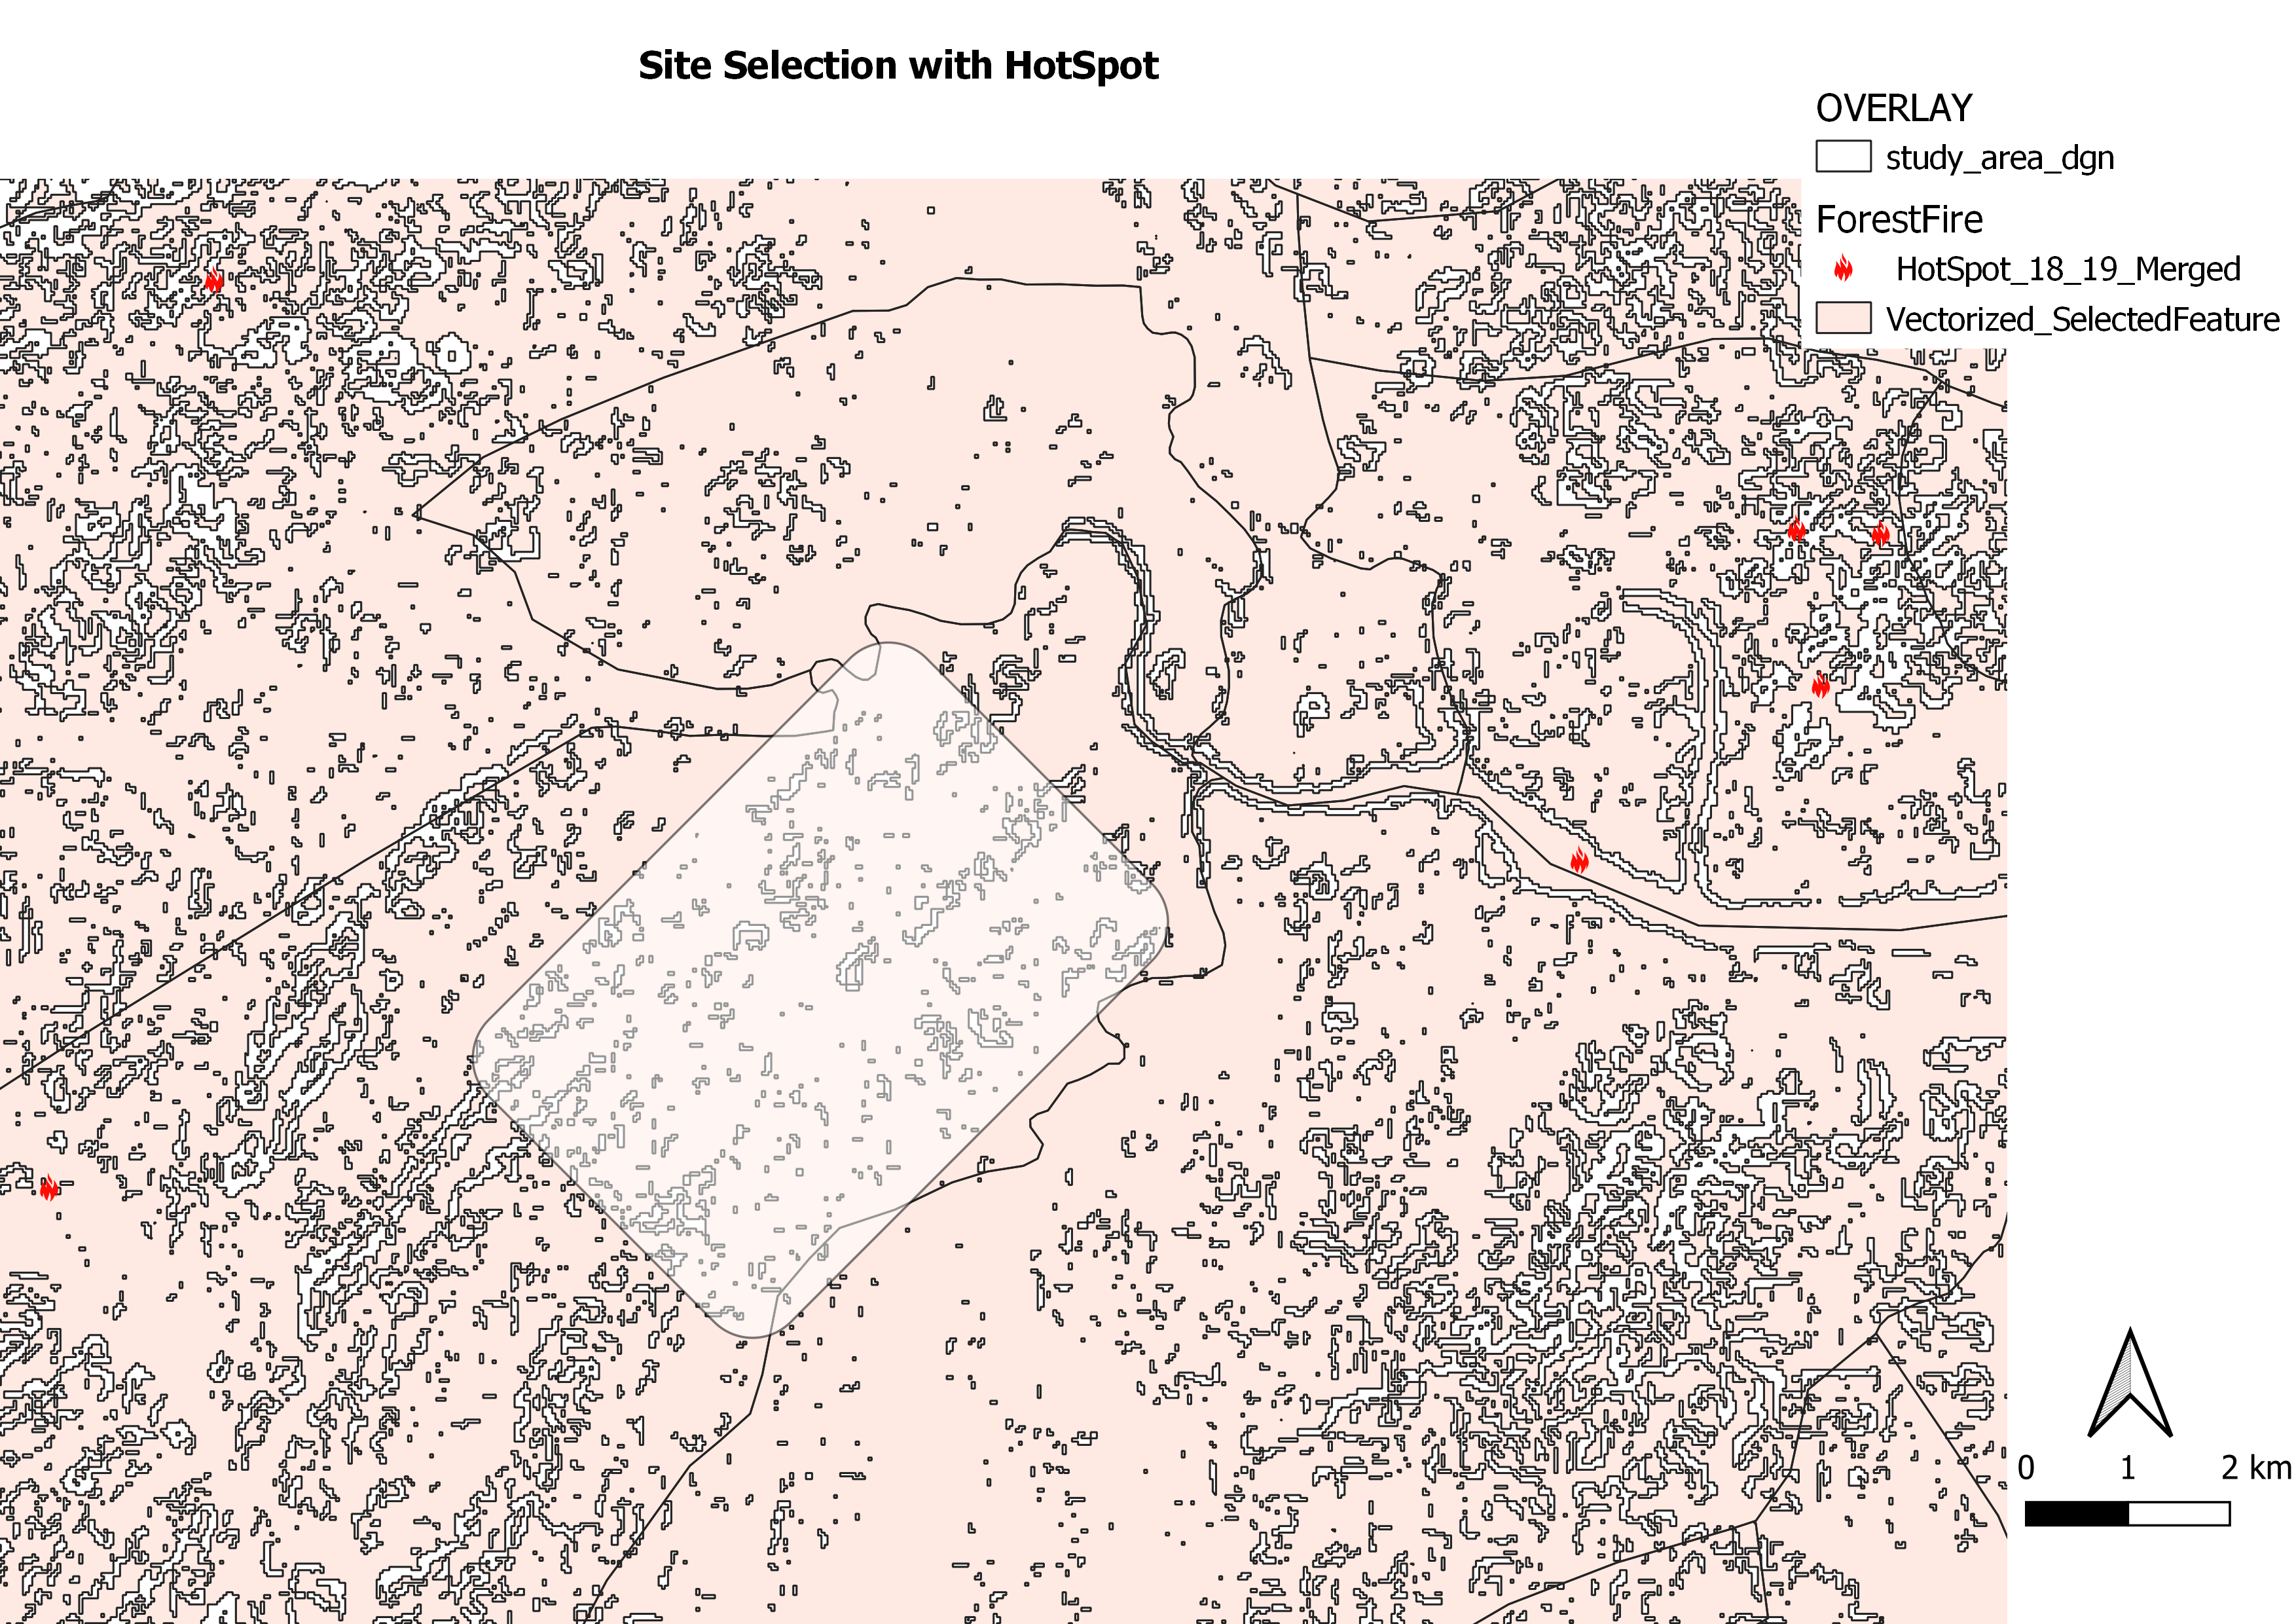 Site Selection with HotSpot
OVERLAY
study_area_dgn
ForestFire
HotSpot_18_19_Merged
Vectorized_SelectedFeature
0 1 2 km